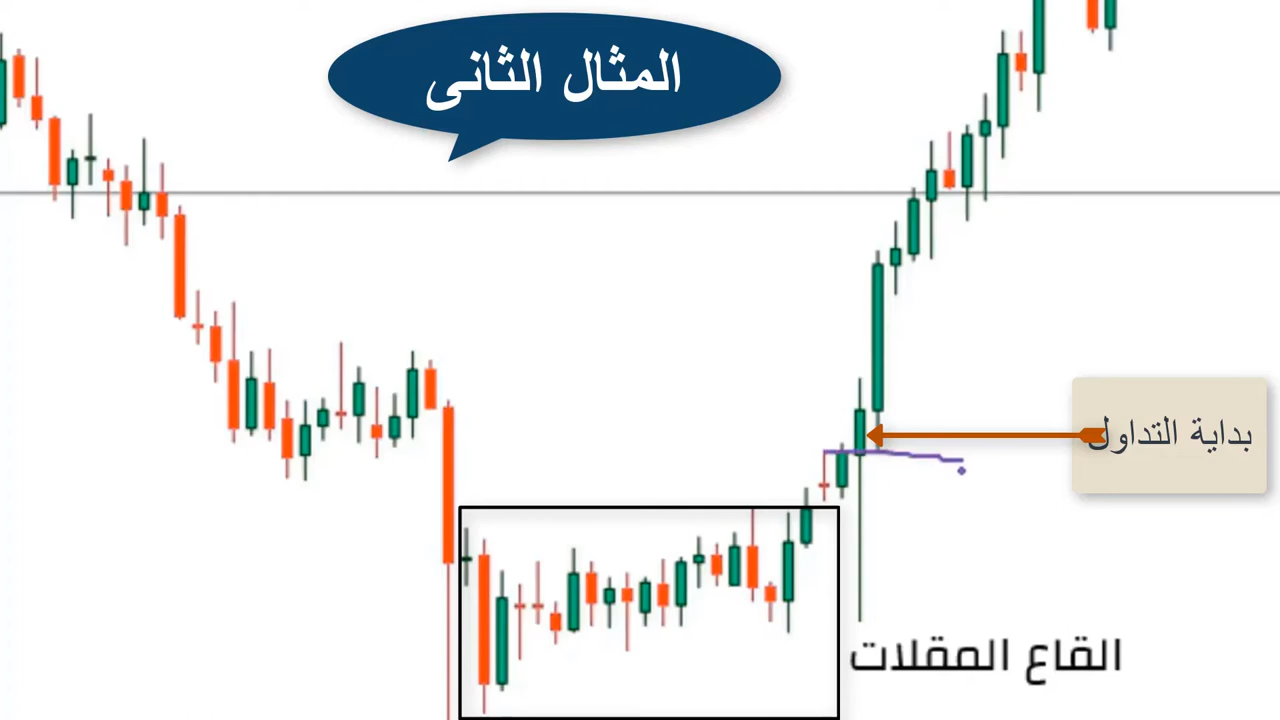 المثال الثانى
بداية التداول
القاع المقلات